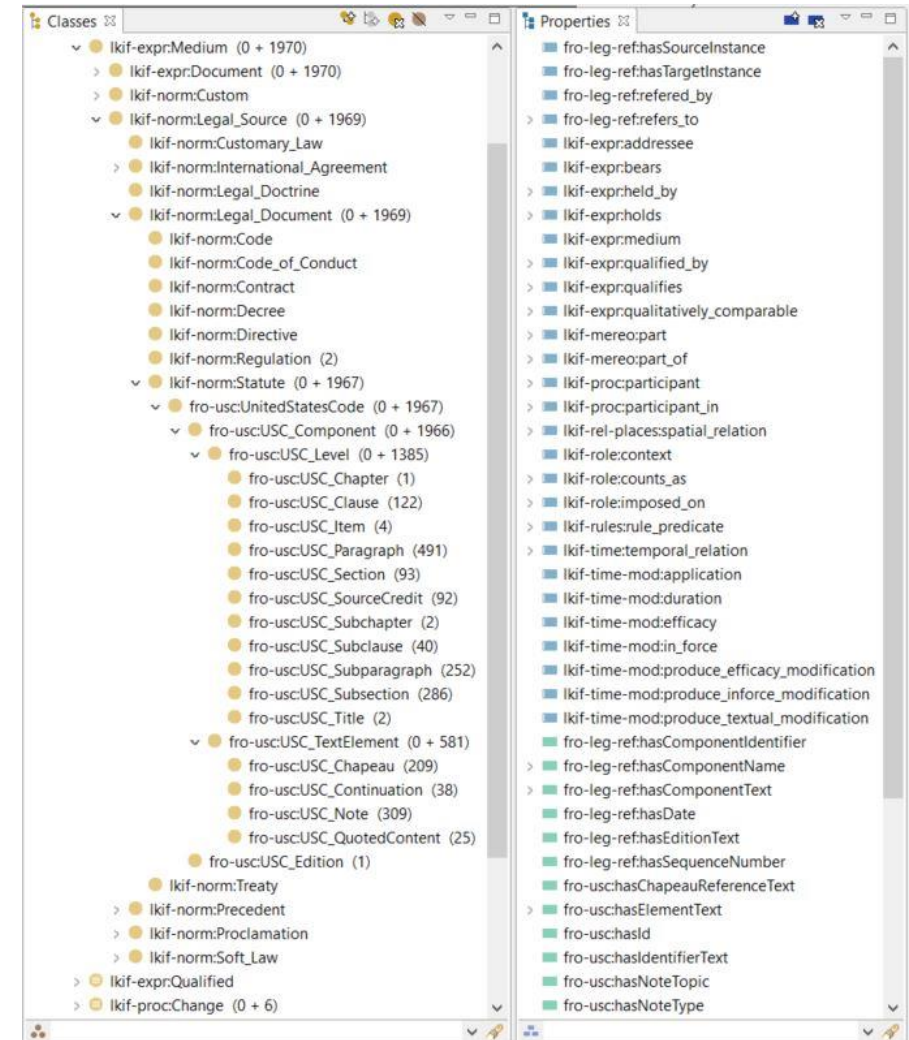 Classes
lkif-expr:Medium (0 + 1970)
lkif-expr:Document (0 + 1970)
lkif-norm:Custom
lkif-norm:Legal_Source (0 + 1969)
lkif-norm:Customary_Law
lkif-norm:International_Agreement
lkif-norm:Legal_Doctrine
lkif-norm:Legal_Document (0 + 1969)
lkif-norm:Code
lkif-norm:Code_of_Conduct
lkif-norm:Contract
lkif-norm:Decree
lkif-norm:Directive
lkif-norm:Regulation (2)
lkif-norm:Statute (0 + 1967)
fro-usc:UnitedStatesCode (0 + 1967)
fro-usc:USC_Component (0 + 1966)
fro-usc:USC_Level (0 + 1385)
fro-usc:USC_Chapter (1)
fro-usc:USC_Clause (122)
fro-usc:USC_Item (4)
fro-usc:USC_Paragraph (491)
fro-usc:USC_Section (93)
fro-usc:USC_SourceCredit (92)
fro-usc:USC_Subchapter (2)
fro-usc:USC_Subclause (40)
fro-usc:USC_Subparagraph (252)
fro-usc:USC_Subsection (286)
fro-usc:USC_Title (2)
fro-usc:USC_TextElement (0 + 581)
fro-usc:USC_Chapeau (209)
fro-usc:USC_Continuation (38)
fro-usc:USC_Note (309)
fro-usc:USC_QuotedContent (25)
fro-usc:USC_Edition (1)
lkif-norm:Treaty
lkif-norm:Precedent
lkif-norm:Proclamation
lkif-norm:Soft_Law
lkif-expr:Qualified
lkif-proc:Change (0 + 6)
Properties
fro-leg-ref:hasSourceInstance
fro-leg-ref:hasTargetInstance
fro-leg-ref:refered_by
fro-leg-ref:refers_to
lkif-expr:addressee
lkif-expr:bears
lkif-expr:held_by
lkif-expr:holds
lkif-expr:medium
lkif-expr:qualified_by
lkif-expr:qualifies
lkif-expr:qualitatively_comparable
lkif-mereo:part
lkif-mereo:part_of
lkif-proc:participant
lkif-proc:participant_in
lkif-rel-places:spatial_relation
lkif-role:context
lkif-role:counts_as
lkif-role:imposed_on
lkif-rules:rule_predicate
lkif-time:temporal_relation
lkif-time-mod:application
lkif-time-mod:duration
lkif-time-mod:efficacy
lkif-time-mod:in_force
lkif-time-mod:produce_efficacy_modification
lkif-time-mod:produce_inforce_modification
lkif-time-mod:produce_textual_modification
fro-leg-ref:hasComponentIdentifier
fro-leg-ref:hasComponentName
fro-leg-ref:hasComponentText
fro-leg-ref:hasDate
fro-leg-ref:hasEditionText
fro-leg-ref:hasSequenceNumber
fro-usc:hasChapeauReferenceText
fro-usc:hasElementText
fro-usc:hasId
fro-usc:hasIdentifierText
fro-usc:hasNoteTopic
fro-usc:hasNoteType